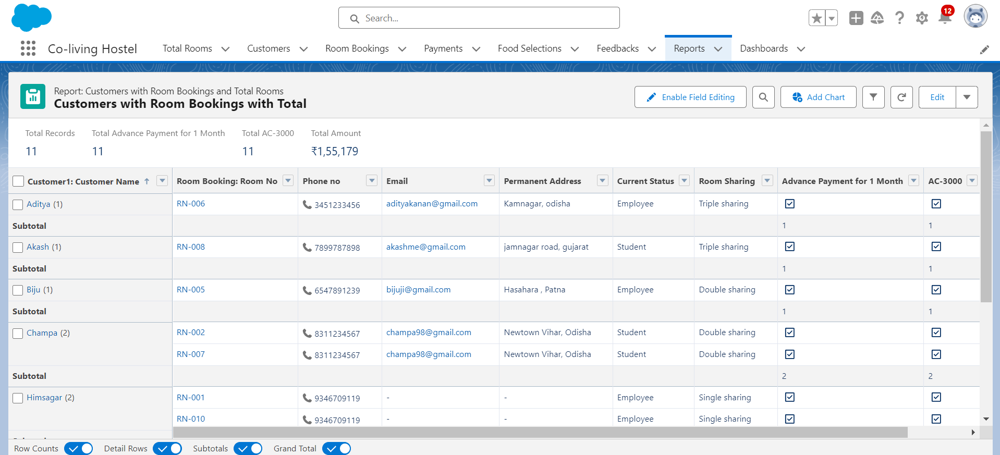 Search...
12
Co-living Hostel Total Rooms Customers Room Bookings Payments Food Selections Feedbacks Reports Dashboards
Report: Customers with Room Bookings and Total Rooms
Customers with Room Bookings with Total
Enable Field Editing Add Chart Edit
Total Records Total Advance Payment for 1 Month Total AC-3000 Total Amount
11 11 11 ₹1,55,179
Customer1: Customer Name Room Booking: Room No Phone no Email Permanent Address Current Status Room Sharing Advance Payment for 1 Month AC-3000
Aditya (1) RN-006 3451233456 adityakanan@gmail.com Kamnagar, odisha Employee Triple sharing
Subtotal 1 1
Akash (1) RN-008 7899787898 akashme@gmail.com jamnagar road, gujarat Student Triple sharing
Subtotal 1 1
Biju (1) RN-005 6547891239 bijuji@gmail.com Hasahara , Patna Employee Double sharing
Subtotal 1 1
Champa (2) RN-002 8311234567 champa98@gmail.com Newtown Vihar, Odisha Student Double sharing
RN-007 8311234567 champa98@gmail.com Newtown Vihar, Odisha Student Double sharing
Subtotal 2 2
Himsagar (2) RN-001 9346709119 - - Employee Single sharing
RN-010 9346709119 - - Employee Single sharing
Row Counts Detail Rows Subtotals Grand Total